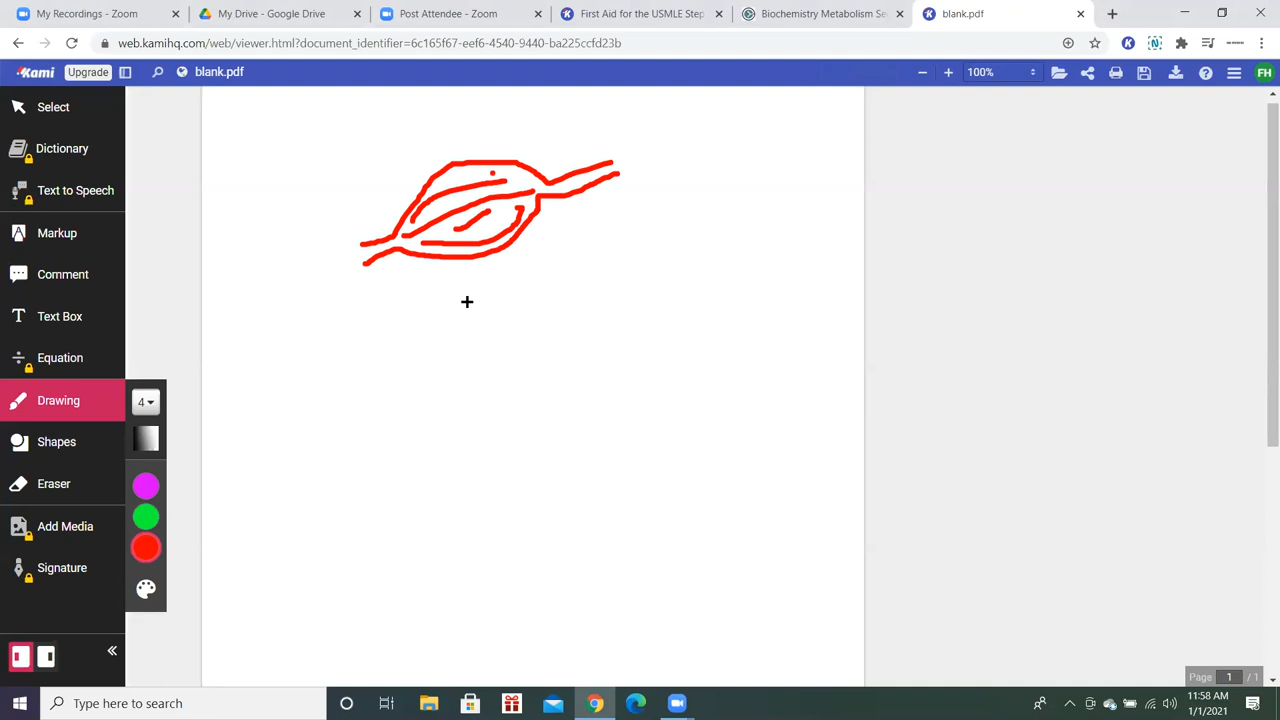 My Recordings - Zoom
My Drive - Google Drive
Post Attendee - Zoom
First Aid for the USMLE Step
Biochemistry Metabolism Se
blank.pdf
web.kamihq.com/web/viewer.html?document_identifier=6c165f67-eef6-4540-9440-ba225ccfd23b
Kami
Upgrade
blank.pdf
100%
FH
Select
Dictionary
Text to Speech
Markup
Comment
Text Box
Equation
Drawing
4
Shapes
Eraser
Add Media
Signature
Page 1 / 1
Type here to search
11:58 AM
1/1/2021